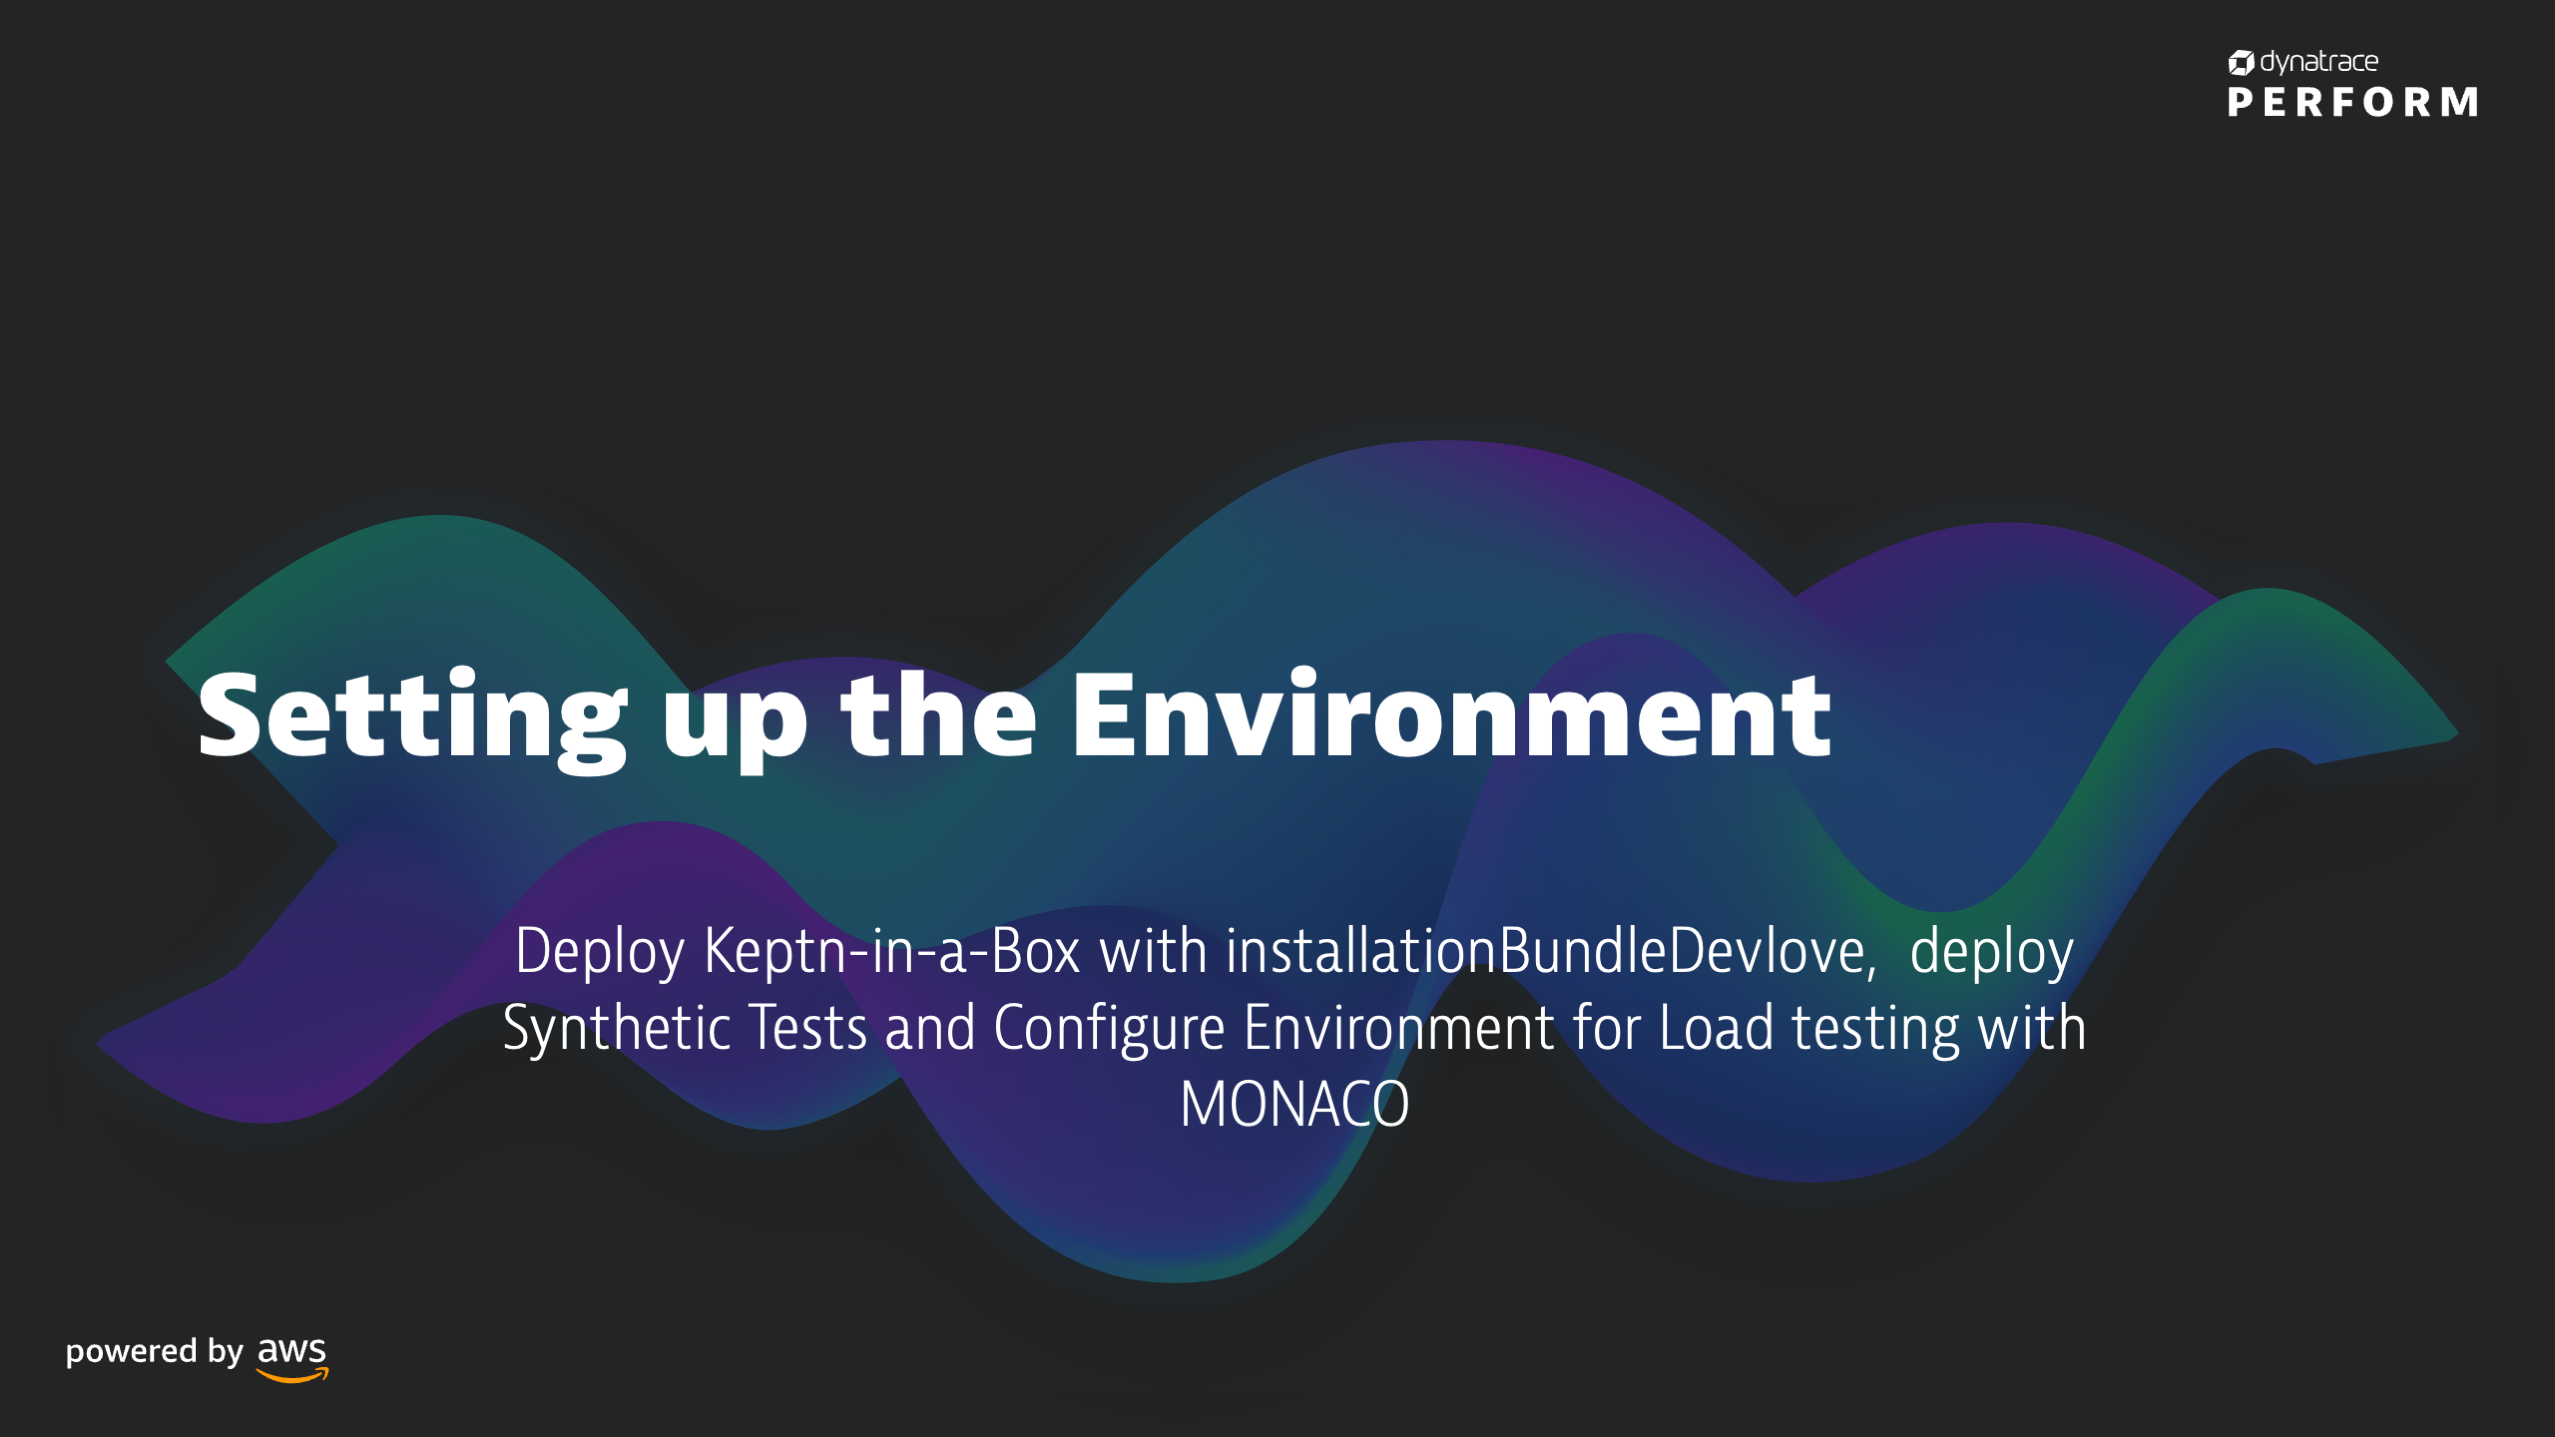 dynatrace
PERFORM
Setting up the Environment
Deploy Keptn-in-a-Box with installationBundleDevlove, deploy
Synthetic Tests and Configure Environment for Load testing with
MONACO
powered by aws